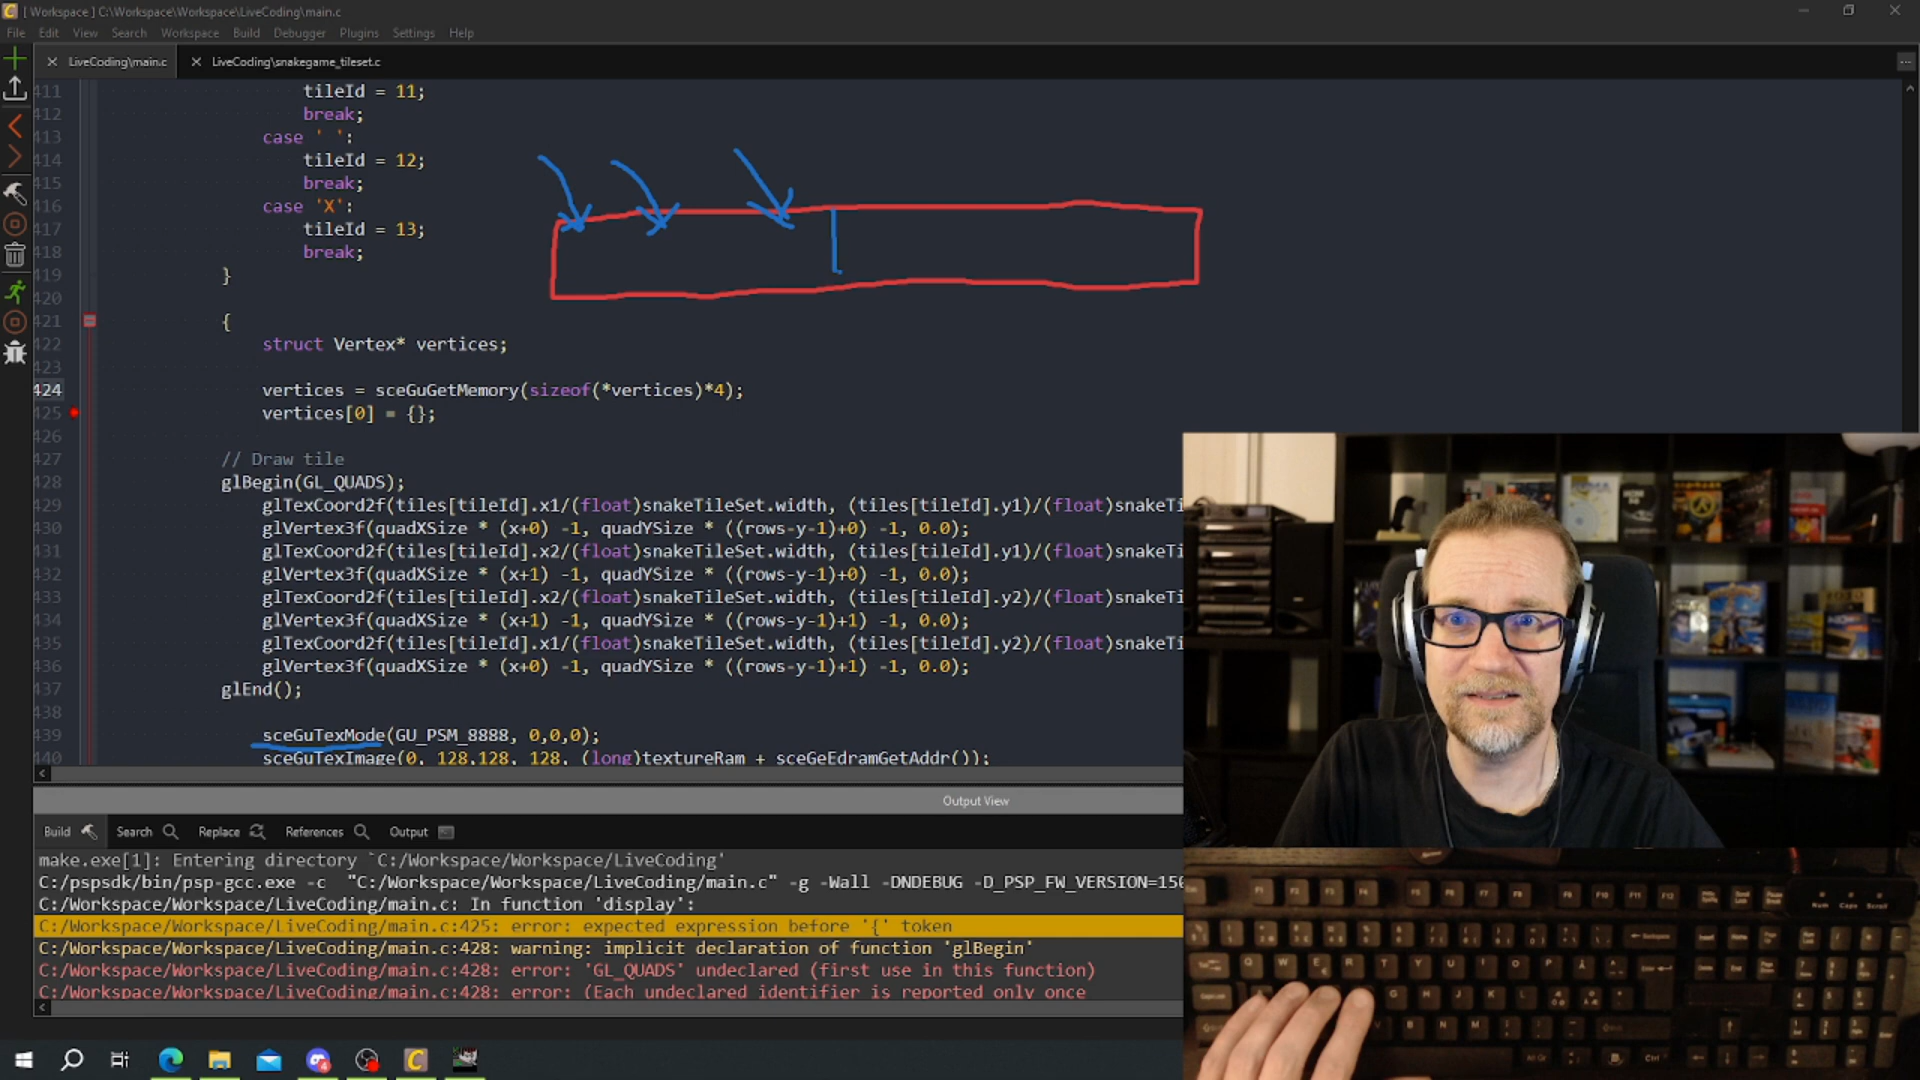 [ Workspace ] C:\Workspace\Workspace\LiveCoding\main.c
File Edit View Search Workspace Build Debugger Plugins Settings Help
LiveCoding\main.c LiveCoding\snakegame_tileset.c
411 tileId = 11;
412 break;
413 case ' ':
414 tileId = 12;
415 break;
416 case 'X':
417 tileId = 13;
418 break;
419 }
420
421 {
422 struct Vertex* vertices;
423
424 vertices = sceGuGetMemory(sizeof(*vertices)*4);
425 vertices[0] = {};
426
427 // Draw tile
428 glBegin(GL_QUADS);
429 glTexCoord2f(tiles[tileId].x1/(float)snakeTileSet.width, (tiles[tileId].y1)/(float)snakeTi
430 glVertex3f(quadXSize * (x+0) -1, quadYSize * ((rows-y-1)+0) -1, 0.0);
431 glTexCoord2f(tiles[tileId].x2/(float)snakeTileSet.width, (tiles[tileId].y1)/(float)snakeTi
432 glVertex3f(quadXSize * (x+1) -1, quadYSize * ((rows-y-1)+0) -1, 0.0);
433 glTexCoord2f(tiles[tileId].x2/(float)snakeTileSet.width, (tiles[tileId].y2)/(float)snakeTi
434 glVertex3f(quadXSize * (x+1) -1, quadYSize * ((rows-y-1)+1) -1, 0.0);
435 glTexCoord2f(tiles[tileId].x1/(float)snakeTileSet.width, (tiles[tileId].y2)/(float)snakeTi
436 glVertex3f(quadXSize * (x+0) -1, quadYSize * ((rows-y-1)+1) -1, 0.0);
437 glEnd();
438
439 sceGuTexMode(GU_PSM_8888, 0,0,0);
440 sceGuTexImage(0, 128,128, 128, (long)textureRam + sceGeEdramGetAddr());
Output View
Build Search Replace References Output
make.exe[1]: Entering directory `C:/Workspace/Workspace/LiveCoding'
C:/pspsdk/bin/psp-gcc.exe -c "C:/Workspace/Workspace/LiveCoding/main.c" -g -Wall -DNDEBUG -D_PSP_FW_VERSION=150
C:/Workspace/Workspace/LiveCoding/main.c: In function 'display':
C:/Workspace/Workspace/LiveCoding/main.c:425: error: expected expression before '{' token
C:/Workspace/Workspace/LiveCoding/main.c:428: warning: implicit declaration of function 'glBegin'
C:/Workspace/Workspace/LiveCoding/main.c:428: error: 'GL_QUADS' undeclared (first use in this function)
C:/Workspace/Workspace/LiveCoding/main.c:428: error: (Each undeclared identifier is reported only once